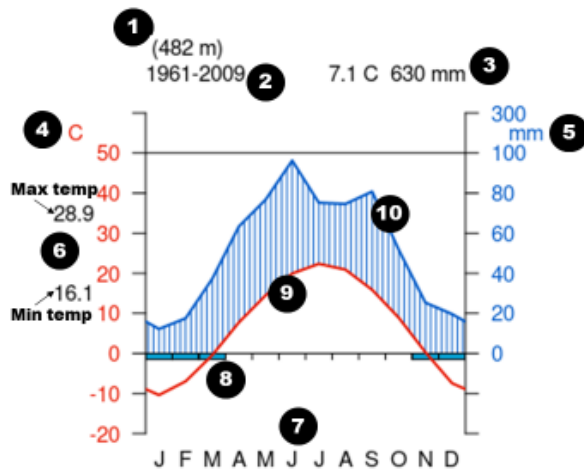 1
(482 m)
1961-2009 2 7.1 C 630 mm 3
4 C 300
mm 5
50 100
Max temp 40 80
28.9 10
6 30 60
16.1 20 40
Min temp 9
10 20
0 0
8
-10
7
-20
J F M A M J J A S O N D